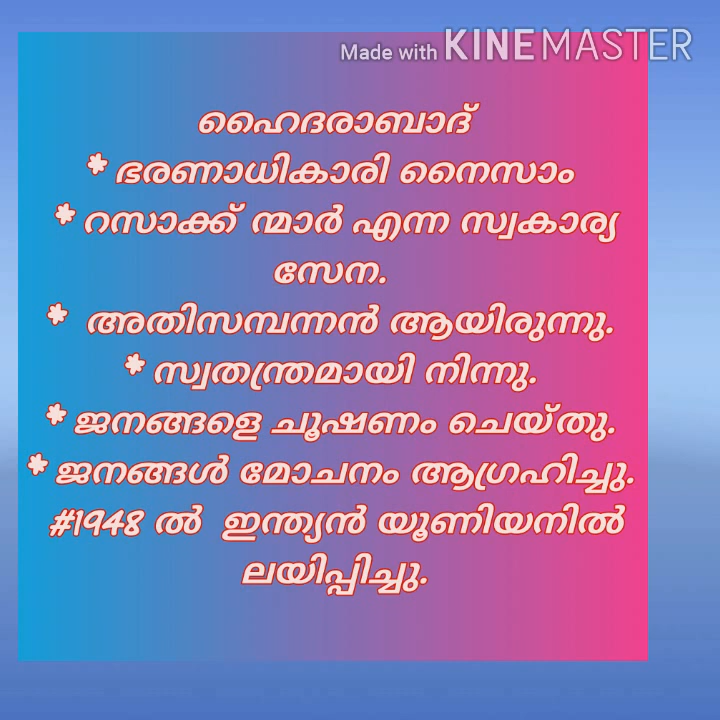 Made with KINEMASTER
ഹൈദരാബാദ്
* ഭരണാധികാരി നൈസാം
* റസാക്ക് ന്മാർ എന്ന സ്വകാര്യ
സേന.
* അതിസമ്പന്നൻ ആയിരുന്നു.
* സ്വതന്ത്രമായി നിന്നു.
* ജനങ്ങളെ ചൂഷണം ചെയ്തു.
* ജനങ്ങൾ മോചനം ആഗ്രഹിച്ചു.
#1948 ൽ ഇന്ത്യൻ യൂണിയനിൽ
ലയിപ്പിച്ചു.